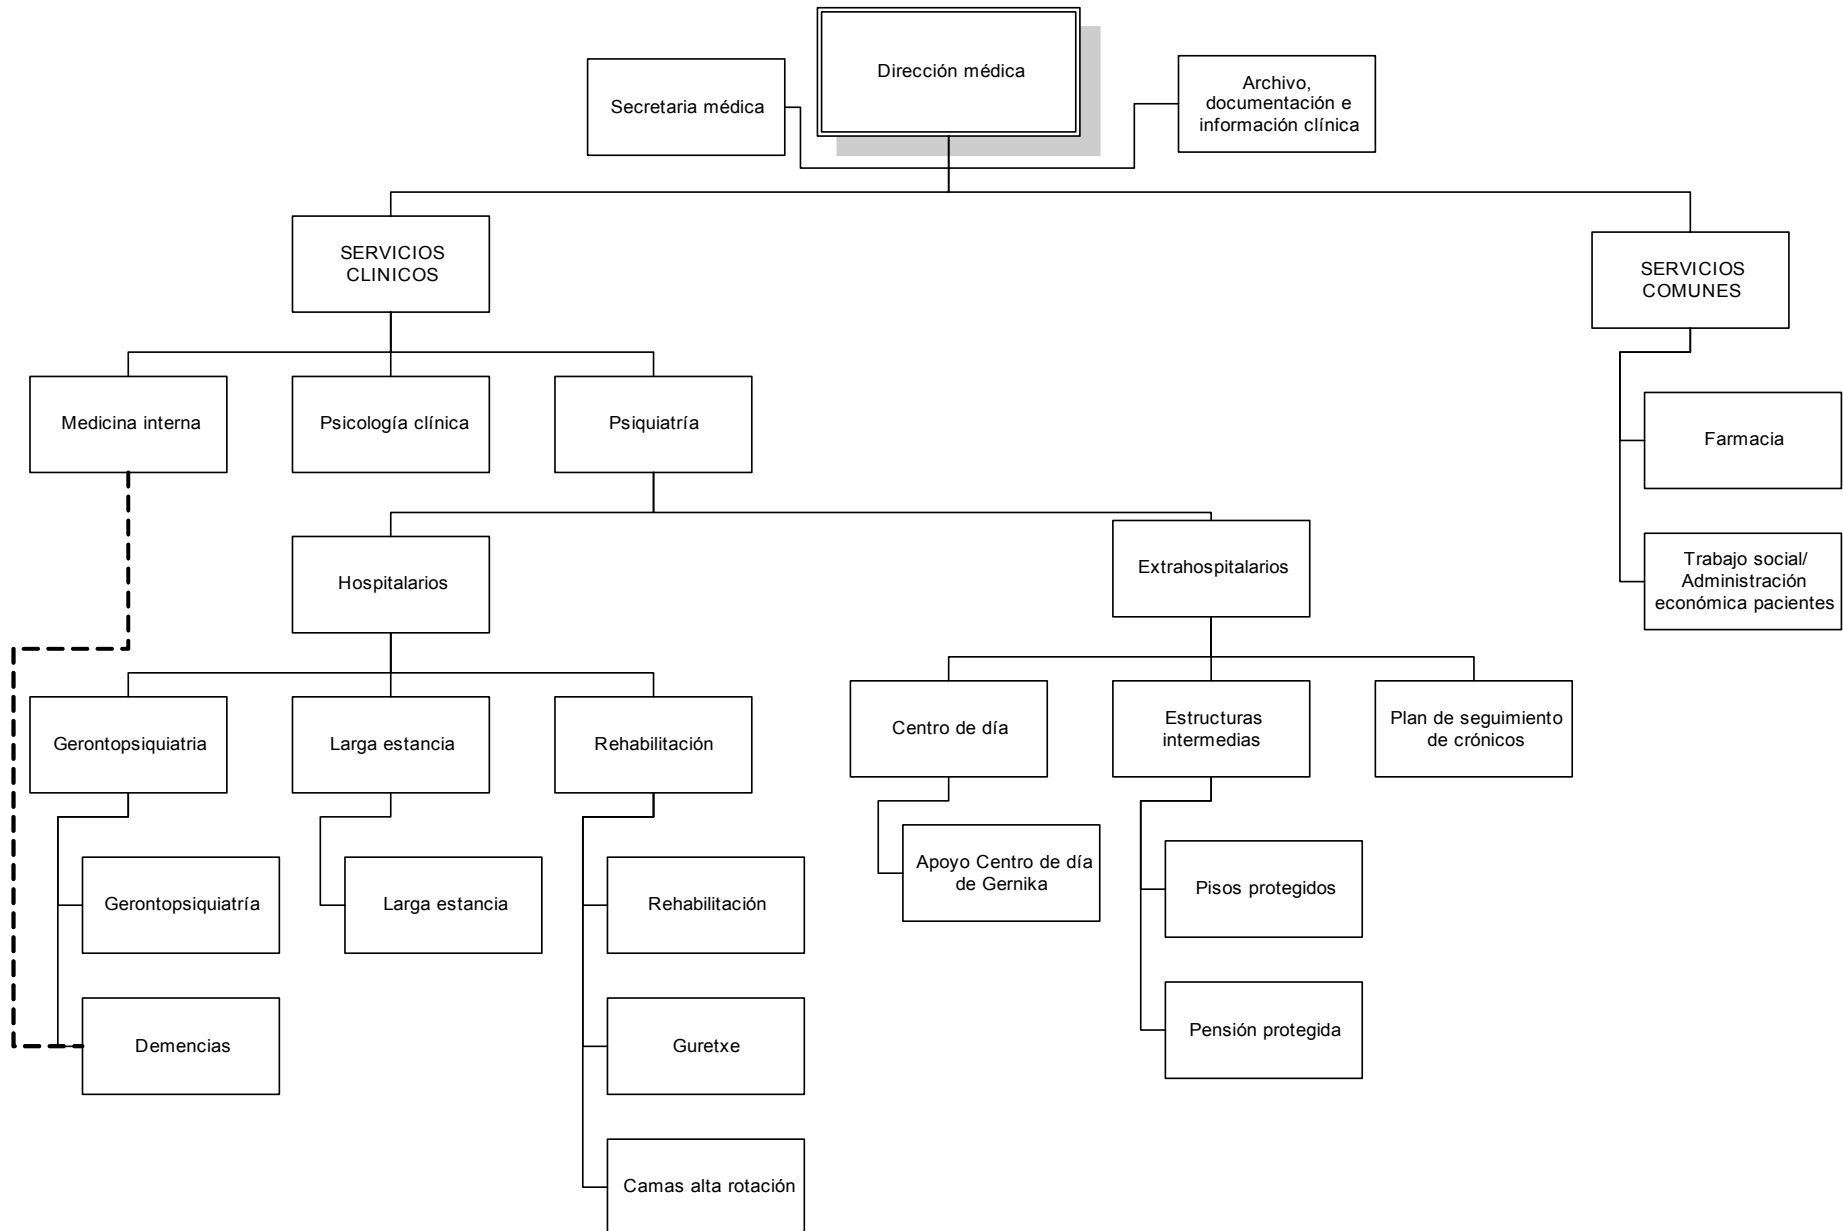 Dirección médica
Secretaria médica
Archivo,
documentación e
información clínica
SERVICIOS
CLINICOS
SERVICIOS
COMUNES
Medicina interna
Psicología clínica
Psiquiatría
Farmacia
Hospitalarios
Extrahospitalarios
Trabajo social/
Administración
económica pacientes
Gerontopsiquiatria
Larga estancia
Rehabilitación
Centro de día
Estructuras
intermedias
Plan de seguimiento
de crónicos
Gerontopsiquiatría
Larga estancia
Rehabilitación
Apoyo Centro de día
de Gernika
Pisos protegidos
Demencias
Guretxe
Pensión protegida
Camas alta rotación